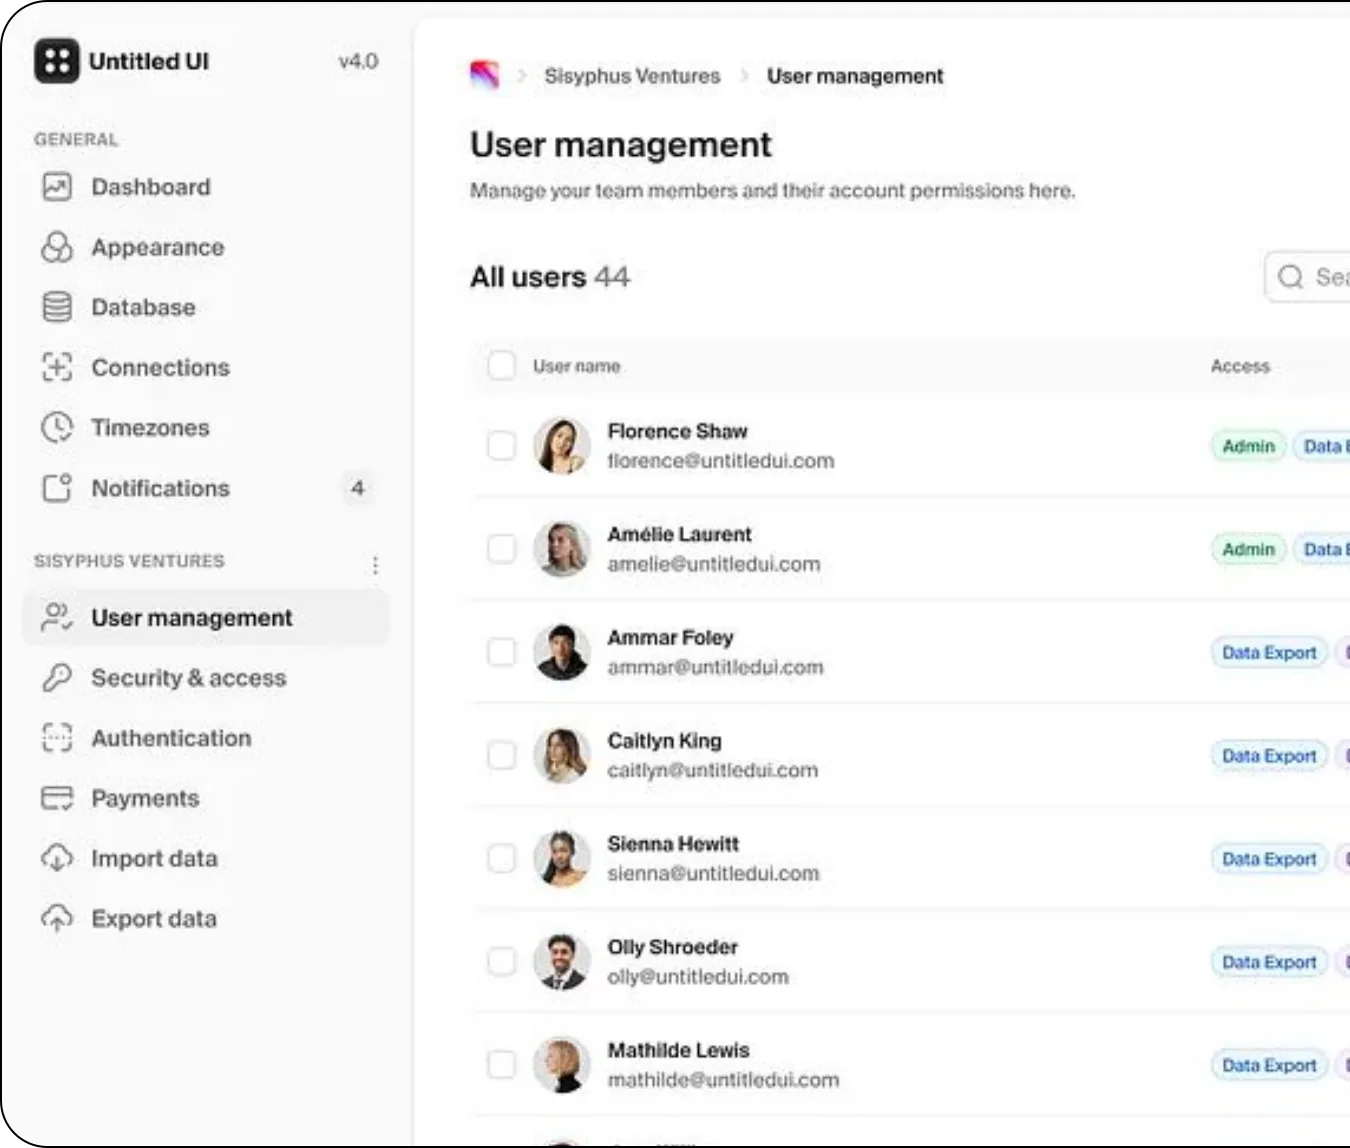 Untitled UI
v4.0
GENERAL
Dashboard
Appearance
Database
Connections
Timezones
Notifications
4
SISYPHUS VENTURES
User management
Security & access
Authentication
Payments
Import data
Export data
Sisyphus Ventures
User management
User management
Manage your team members and their account permissions here.
All users 44
User name
Access
Florence Shaw
florence@untitledui.com
Admin
Data
Amélie Laurent
amelie@untitledui.com
Admin
Data
Ammar Foley
ammar@untitledui.com
Data Export
Caitlyn King
caitlyn@untitledui.com
Data Export
Sienna Hewitt
sienna@untitledui.com
Data Export
Olly Shroeder
olly@untitledui.com
Data Export
Mathilde Lewis
mathilde@untitledui.com
Data Export